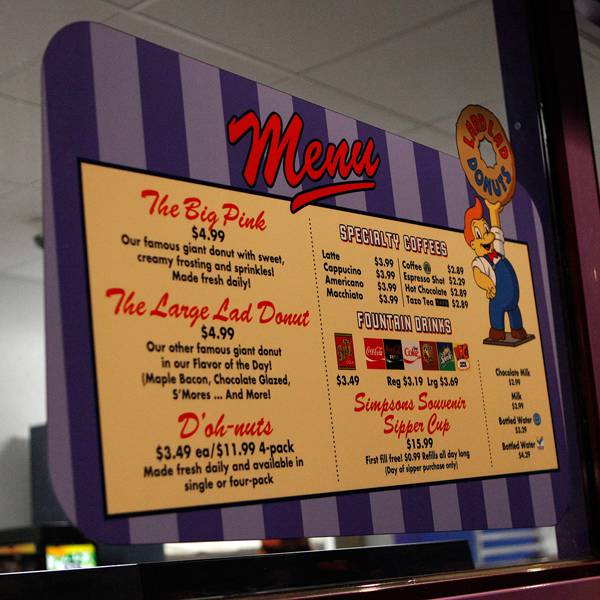 Menu
LARD LAD
DONUTS
The Big Pink
$4.99
Our famous giant donut with sweet,
creamy frosting and sprinkles!
Made fresh daily!
The Large Lad Donut
$4.99
Our other famous giant donut
in our Flavor of the Day!
(Maple Bacon, Chocolate Glazed,
S'Mores ... And More!
D'oh-nuts
$3.49 ea/$11.99 4-pack
Made fresh daily and available in
single or four-pack
SPECIALTY COFFEES
Latte $3.99
Cappucino $3.99
Americano $3.99
Macchiato $3.99
Coffee $2.89
Espresso Shot $2.29
Hot Chocolate $2.89
Tazo Tea $2.89
FOUNTAIN DRINKS
Coca-Cola
Coke
$3.49 Reg $3.19 Lrg $3.69
Simpsons Souvenir
Sipper Cup
$15.99
First fill free! $0.99 Refills all day long
(Day of sipper purchase only)
Chocolate Milk
$2.99
Milk
$2.99
Bottled Water
$3.29
Bottled Water
$4.29